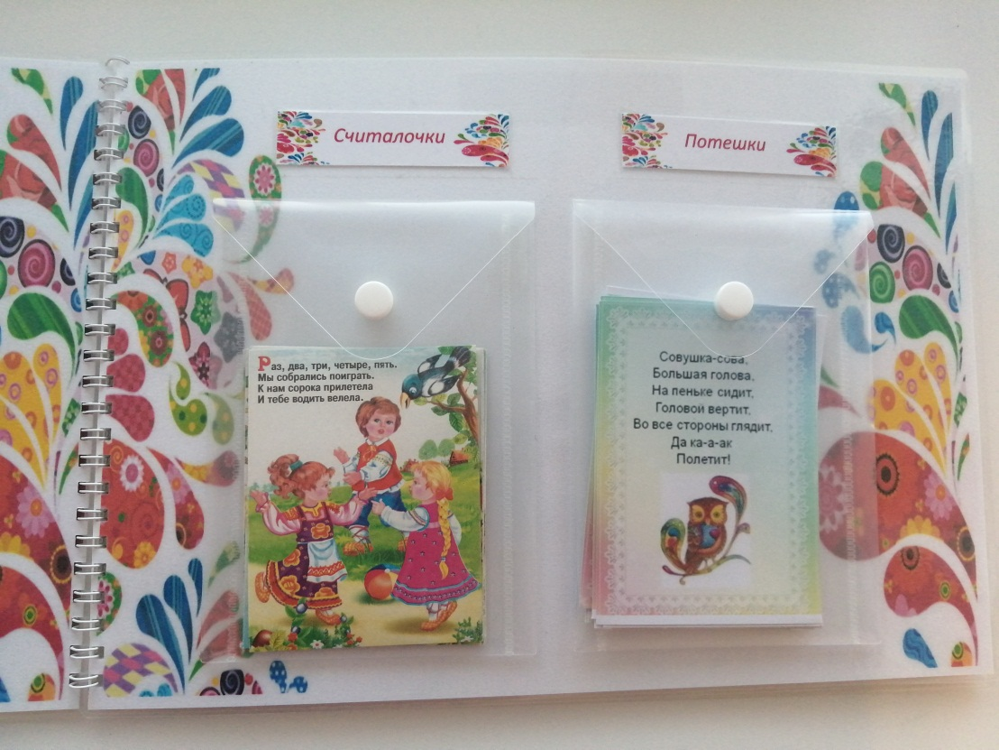 Считалочки
Раз, два, три, четыре, пять.
Мы собрались поиграть.
К нам сорока прилетела
И тебе водить велела.
Потешки
Совушка-сова,
Большая голова,
На пеньке сидит,
Головой вертит,
Во все стороны глядит,
Да ка-а-ак
Полетит!